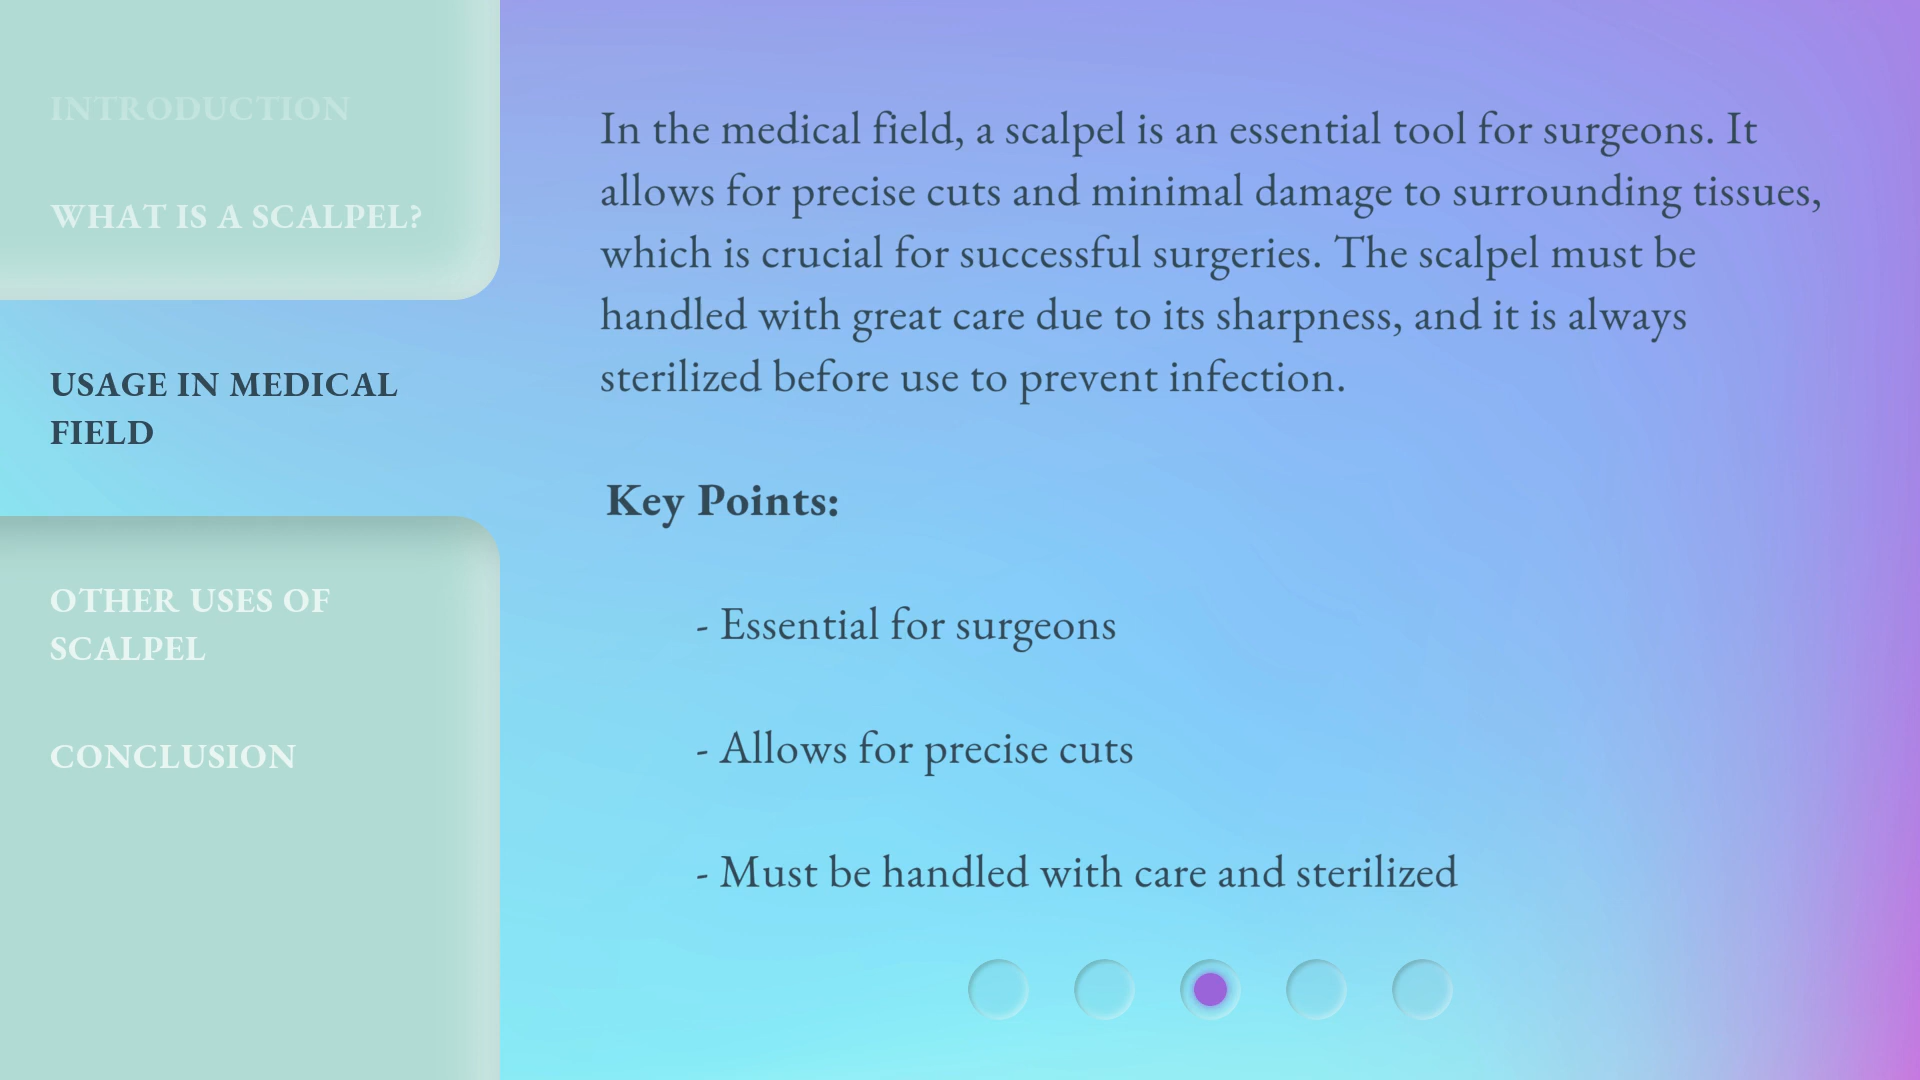 INTRODUCTION
WHAT IS A SCALPEL?
USAGE IN MEDICAL
FIELD
OTHER USES OF
SCALPEL
CONCLUSION
In the medical field, a scalpel is an essential tool for surgeons. It
allows for precise cuts and minimal damage to surrounding tissues,
which is crucial for successful surgeries. The scalpel must be
handled with great care due to its sharpness, and it is always
sterilized before use to prevent infection.
Key Points:
- Essential for surgeons
- Allows for precise cuts
- Must be handled with care and sterilized